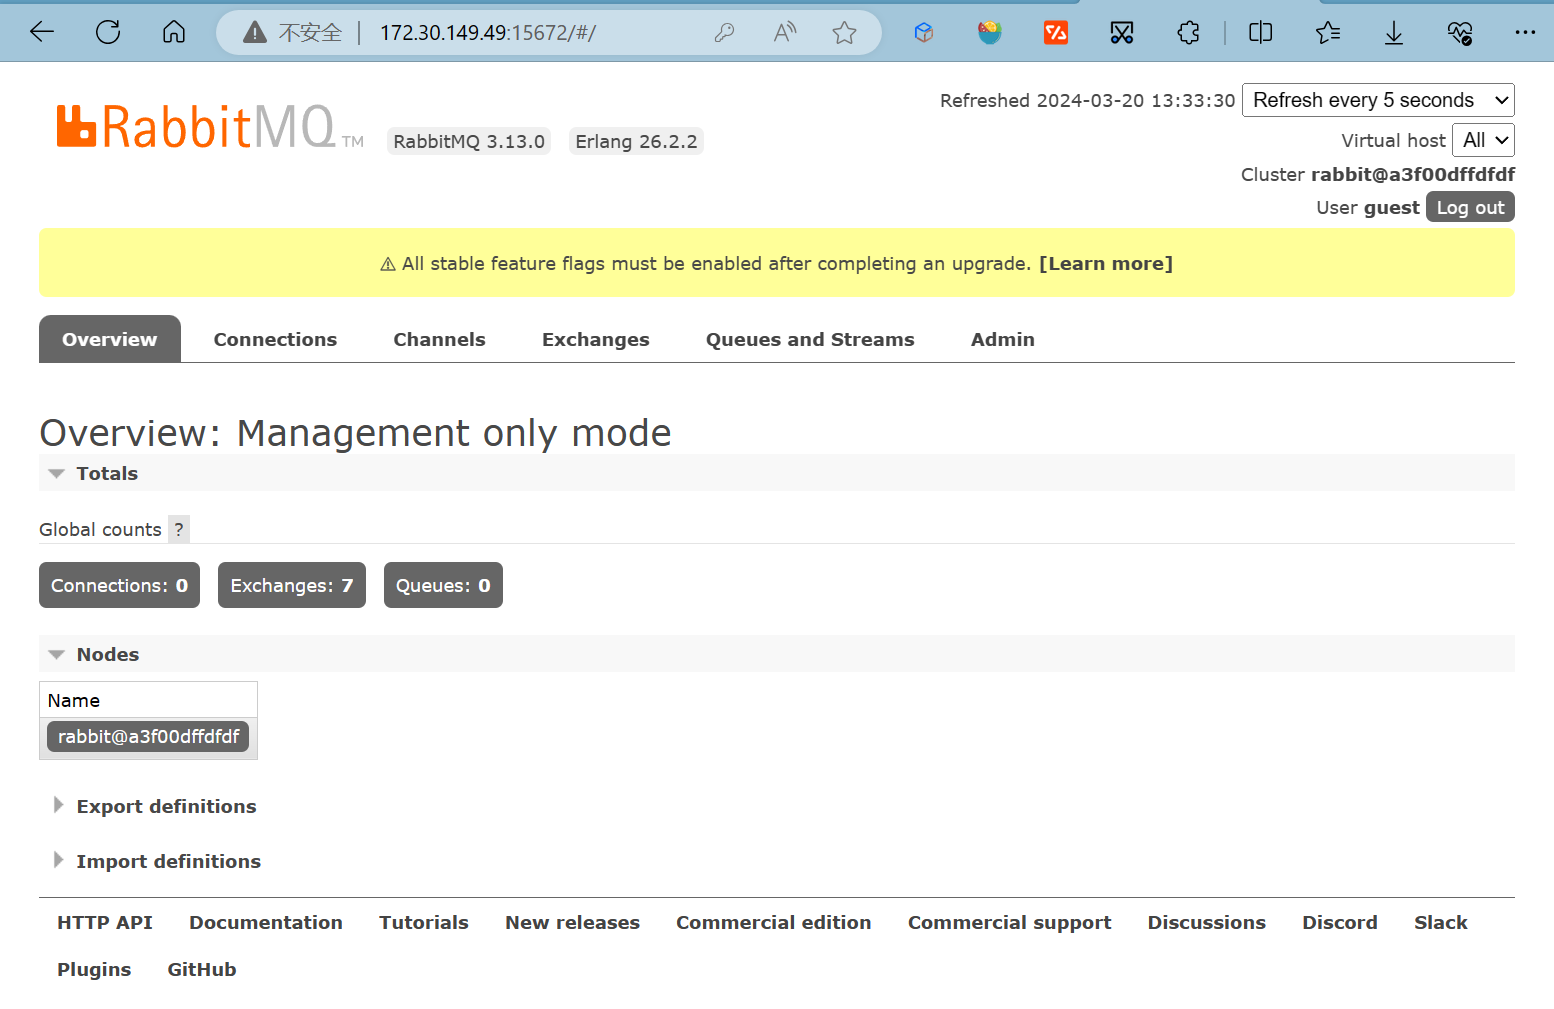 不安全 172.30.149.49:15672/#/
RabbitMQ TM RabbitMQ 3.13.0 Erlang 26.2.2
Refreshed 2024-03-20 13:33:30 Refresh every 5 seconds
Virtual host All
Cluster rabbit@a3f00dffdfdf
User guest Log out
⚠ All stable feature flags must be enabled after completing an upgrade. [Learn more]
Overview Connections Channels Exchanges Queues and Streams Admin
Overview: Management only mode
Totals
Global counts ?
Connections: 0 Exchanges: 7 Queues: 0
Nodes
Name
rabbit@a3f00dffdfdf
Export definitions
Import definitions
HTTP API Documentation Tutorials New releases Commercial edition Commercial support Discussions Discord Slack
Plugins GitHub